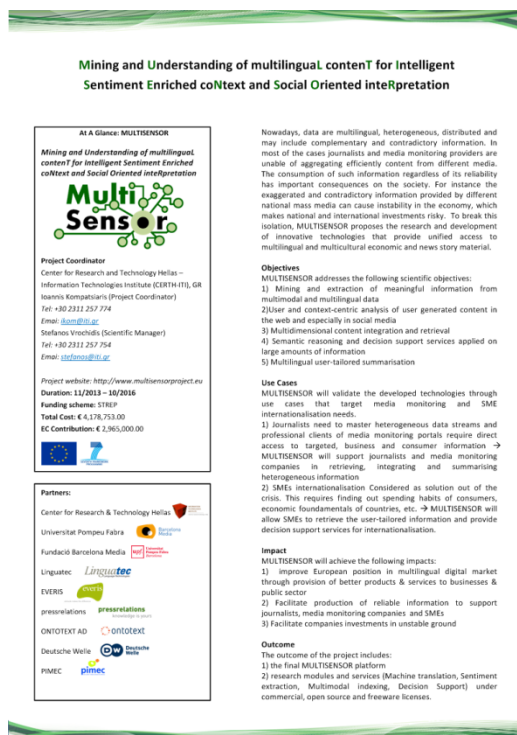 Mining and Understanding of multilinguaL contenT for Intelligent
Sentiment Enriched coNtext and Social Oriented inteRpretation
At A Glance: MULTISENSOR
Mining and Understanding of multilinguaL
contenT for Intelligent Sentiment Enriched
coNtext and Social Oriented inteRpretation
Multi
Sensor
Project Coordinator
Center for Research and Technology Hellas –
Information Technologies Institute (CERTH-ITI), GR
Ioannis Kompatsiaris (Project Coordinator)
Tel: +30 2311 257 774
Emai: ikom@iti.gr
Stefanos Vrochidis (Scientific Manager)
Tel: +30 2311 257 754
Emai: stefanos@iti.gr
Project website: http://www.multisensorproject.eu
Duration: 11/2013 – 10/2016
Funding scheme: STREP
Total Cost: € 4,178,753.00
EC Contribution: € 2,965,000.00
Partners:
Center for Research & Technology Hellas
Universitat Pompeu Fabra
Barcelona
Media
Fundació Barcelona Media
upf.
Universitat
Pompeu Fabra
Barcelona
Linguatec
Linguatec
EVERIS
everis
pressrelations
pressrelations
knowledge is yours
ONTOTEXT AD
ontotext
Deutsche Welle
DW
Deutsche
Welle
PIMEC
pimec
Nowadays, data are multilingual, heterogeneous, distributed and
may include complementary and contradictory information. In
most of the cases journalists and media monitoring providers are
unable of aggregating efficiently content from different media.
The consumption of such information regardless of its reliability
has important consequences on the society. For instance the
exaggerated and contradictory information provided by different
national mass media can cause instability in the economy, which
makes national and international investments risky. To break this
isolation, MULTISENSOR proposes the research and development
of innovative technologies that provide unified access to
multilingual and multicultural economic and news story material.
Objectives
MULTISENSOR addresses the following scientific objectives:
1) Mining and extraction of meaningful information from
multimodal and multilingual data
2)User and context-centric analysis of user generated content in
the web and especially in social media
3) Multidimensional content integration and retrieval
4) Semantic reasoning and decision support services applied on
large amounts of information
5) Multilingual user-tailored summarisation
Use Cases
MULTISENSOR will validate the developed technologies through
use cases that target media monitoring and SME
internationalisation needs.
1) Journalists need to master heterogeneous data streams and
professional clients of media monitoring portals require direct
access to targeted, business and consumer information →
MULTISENSOR will support journalists and media monitoring
companies in retrieving, integrating and summarising
heterogeneous information
2) SMEs internationalisation Considered as solution out of the
crisis. This requires finding out spending habits of consumers,
economic foundamentals of countries, etc. → MULTISENSOR will
allow SMEs to retrieve the user-tailored information and provide
decision support services for internationalisation.
Impact
MULTISENSOR will achieve the following impacts:
1) improve European position in multilingual digital market
through provision of better products & services to businesses &
public sector
2) Facilitate production of reliable information to support
journalists, media monitoring companies and SMEs
3) Facilitate companies investments in unstable ground
Outcome
The outcome of the project includes:
1) the final MULTISENSOR platform
2) research modules and services (Machine translation, Sentiment
extraction, Multimodal indexing, Decision Support) under
commercial, open source and freeware licenses.